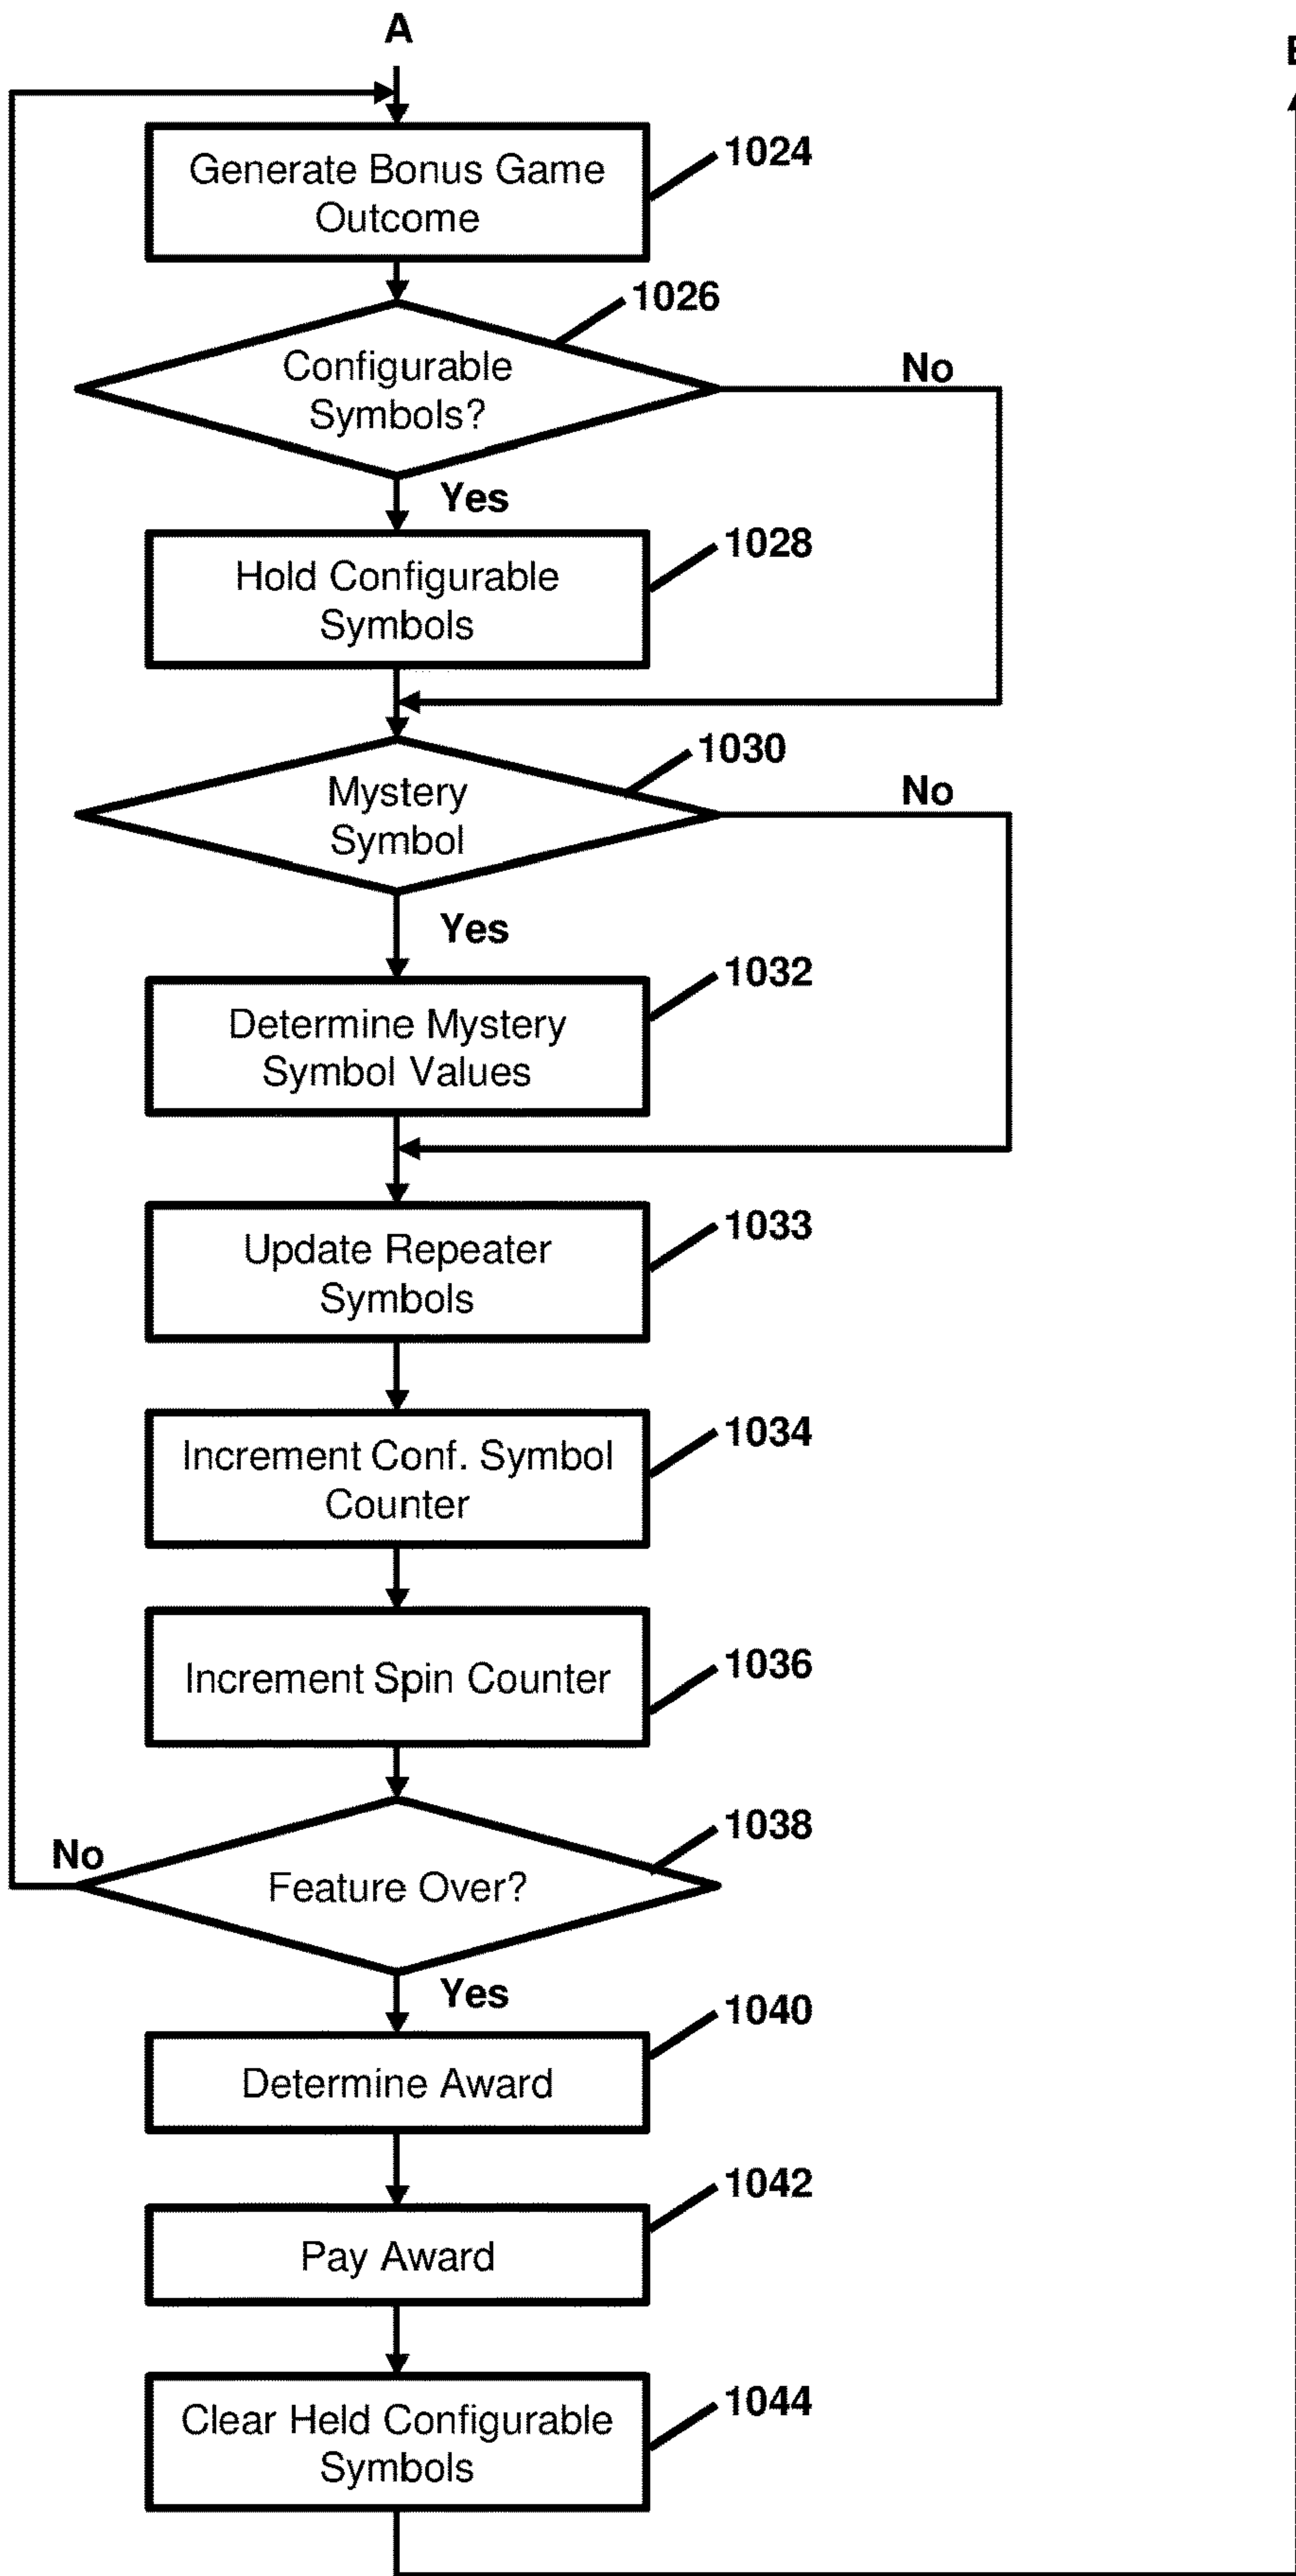 A
Generate Bonus Game
Outcome
1024
1026
Configurable
Symbols?
No
Yes
Hold Configurable
Symbols
1028
1030
Mystery
Symbol
No
Yes
Determine Mystery
Symbol Values
1032
Update Repeater
Symbols
1033
Increment Conf. Symbol
Counter
1034
Increment Spin Counter
1036
1038
No
Feature Over?
Yes
Determine Award
1040
Pay Award
1042
Clear Held Configurable
Symbols
1044